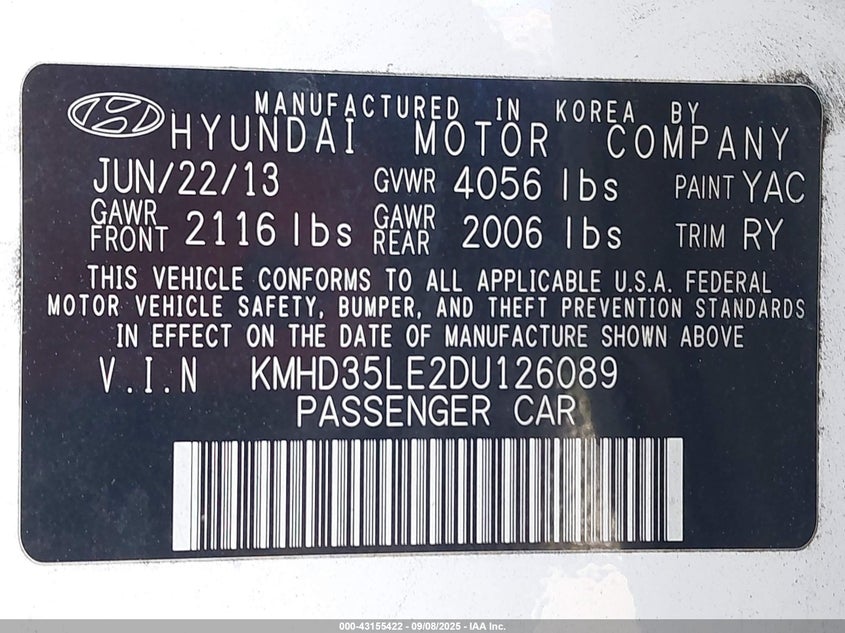 MANUFACTURED IN KOREA BY
HYUNDAI MOTOR COMPANY
JUN/22/13 GVWR 4056 lbs PAINT YAC
GAWR FRONT 2116 lbs GAWR REAR 2006 lbs TRIM RY
THIS VEHICLE CONFORMS TO ALL APPLICABLE U.S.A. FEDERAL
MOTOR VEHICLE SAFETY, BUMPER, AND THEFT PREVENTION STANDARDS
IN EFFECT ON THE DATE OF MANUFACTURE SHOWN ABOVE
V.I.N KMHD35LE2DU126089
PASSENGER CAR
000-43155422 - 09/08/2025 - IAA Inc.